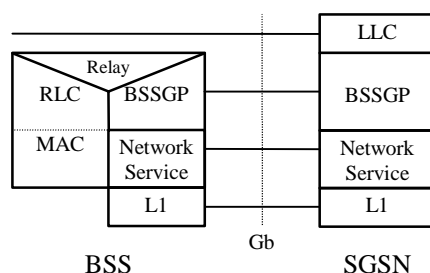 LLC
Relay
RLC
BSSGP
BSSGP
MAC
Network
Service
Network
Service
L1
L1
Gb
BSS
SGSN